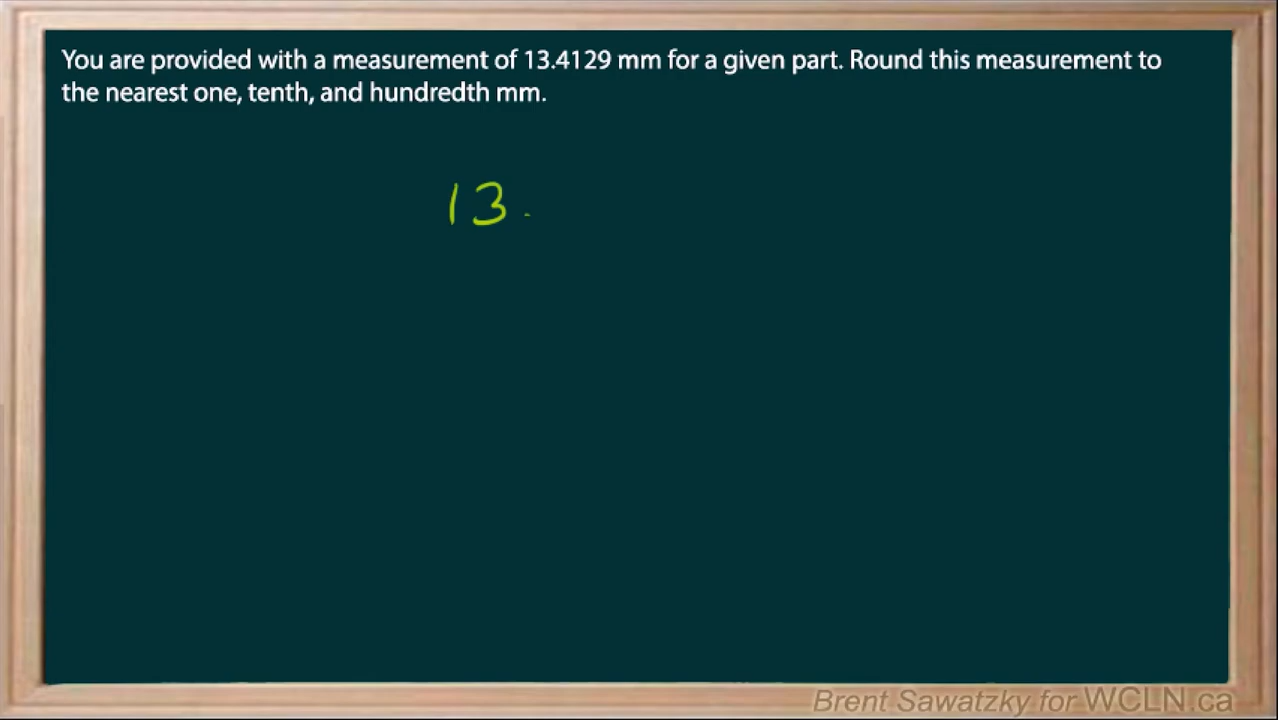 You are provided with a measurement of 13.4129 mm for a given part. Round this measurement to
the nearest one, tenth, and hundredth mm.
13.
Brent Sawatzky for WCLN.ca